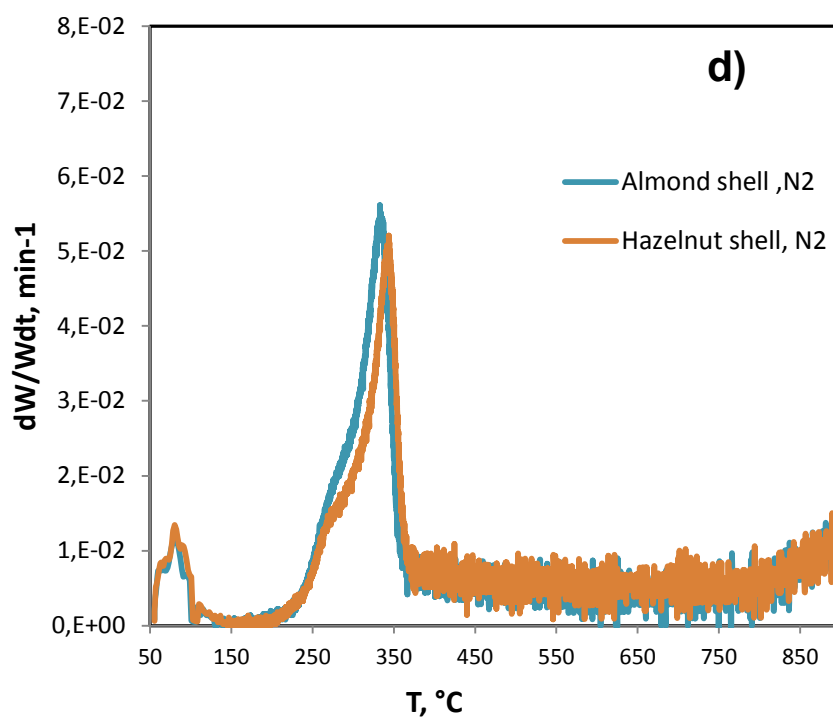 8,E-02
d)
7,E-02
6,E-02
Almond shell ,N2
Hazelnut shell, N2
5,E-02
4,E-02
3,E-02
2,E-02
1,E-02
0,E+00
dW/Wdt, min-1
50 150 250 350 450 550 650 750 850
T, °C